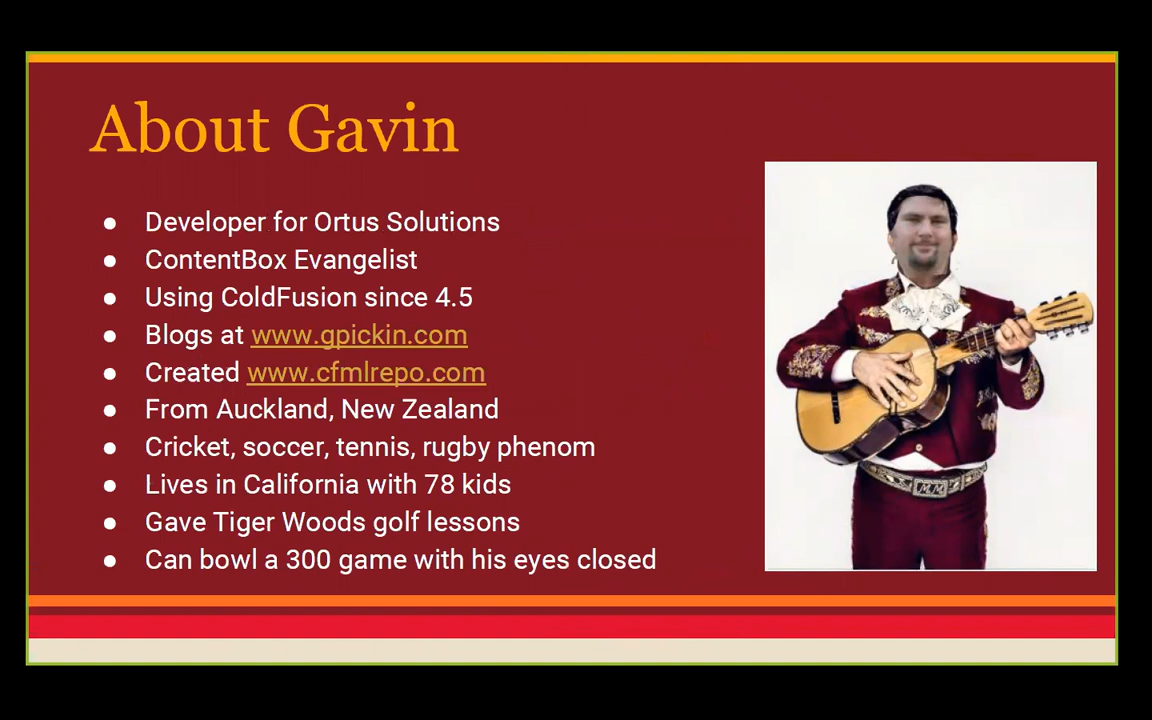 About Gavin
● Developer for Ortus Solutions
● ContentBox Evangelist
● Using ColdFusion since 4.5
● Blogs at www.gpickin.com
● Created www.cfmlrepo.com
● From Auckland, New Zealand
● Cricket, soccer, tennis, rugby phenom
● Lives in California with 78 kids
● Gave Tiger Woods golf lessons
● Can bowl a 300 game with his eyes closed
MM